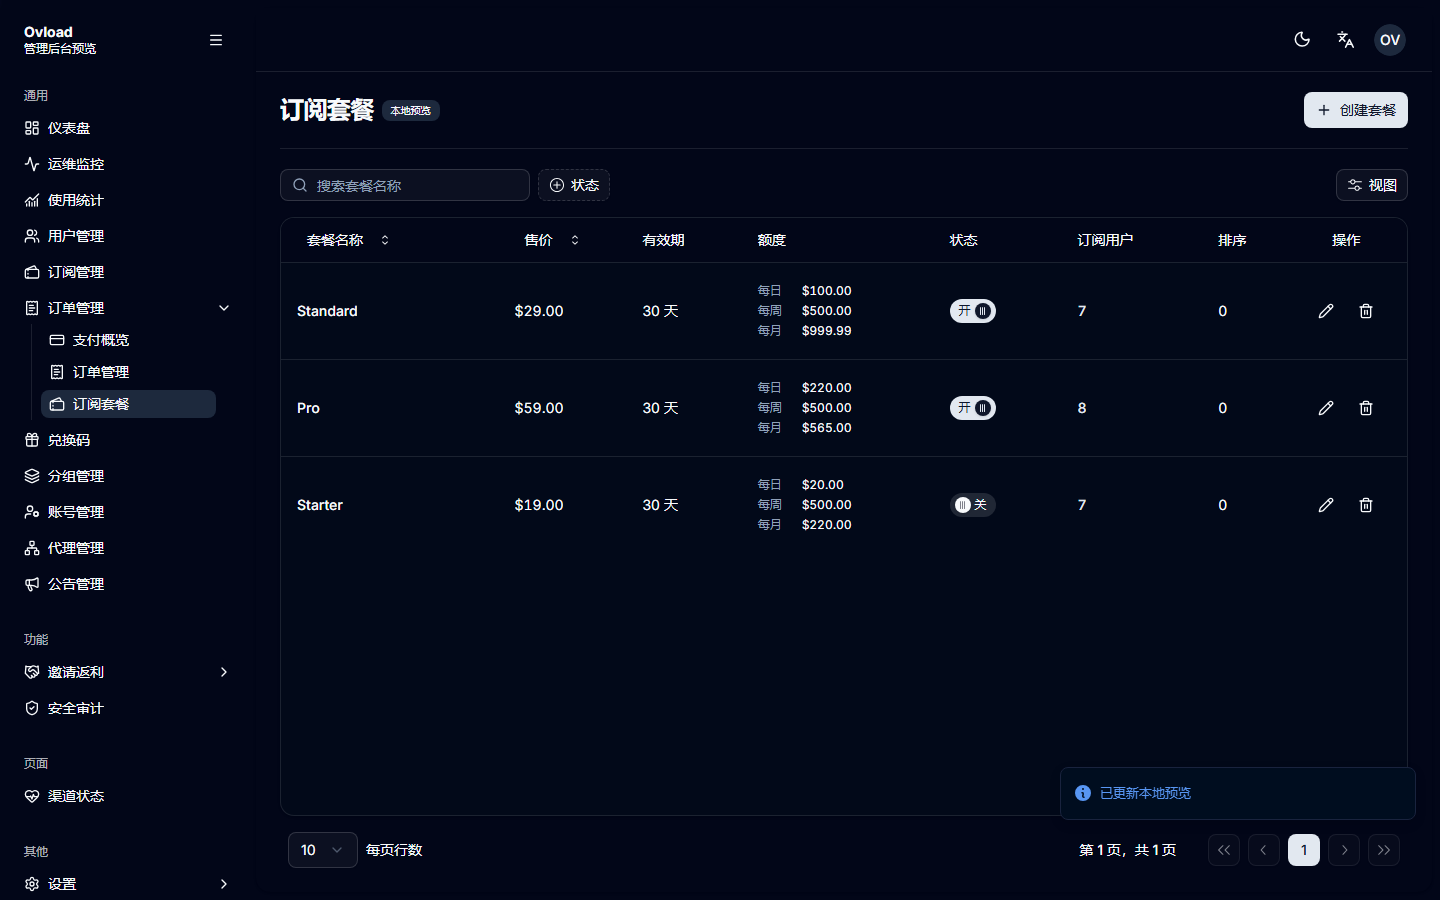 Ovload
管理后台预览
OV
通用
仪表盘
运维监控
使用统计
用户管理
订阅管理
订单管理
支付概览
订单管理
订阅套餐
兑换码
分组管理
账号管理
代理管理
公告管理
功能
邀请返利
安全审计
页面
渠道状态
其他
设置
订阅套餐 本地预览
创建套餐
搜索套餐名称
状态
视图
套餐名称 售价 有效期 额度 状态 订阅用户 排序 操作
Standard $29.00 30 天
每日 $100.00
每周 $500.00
每月 $999.99
开 7 0
Pro $59.00 30 天
每日 $220.00
每周 $500.00
每月 $565.00
开 8 0
Starter $19.00 30 天
每日 $20.00
每周 $500.00
每月 $220.00
关 7 0
已更新本地预览
10 每页行数
第 1 页，共 1 页
1